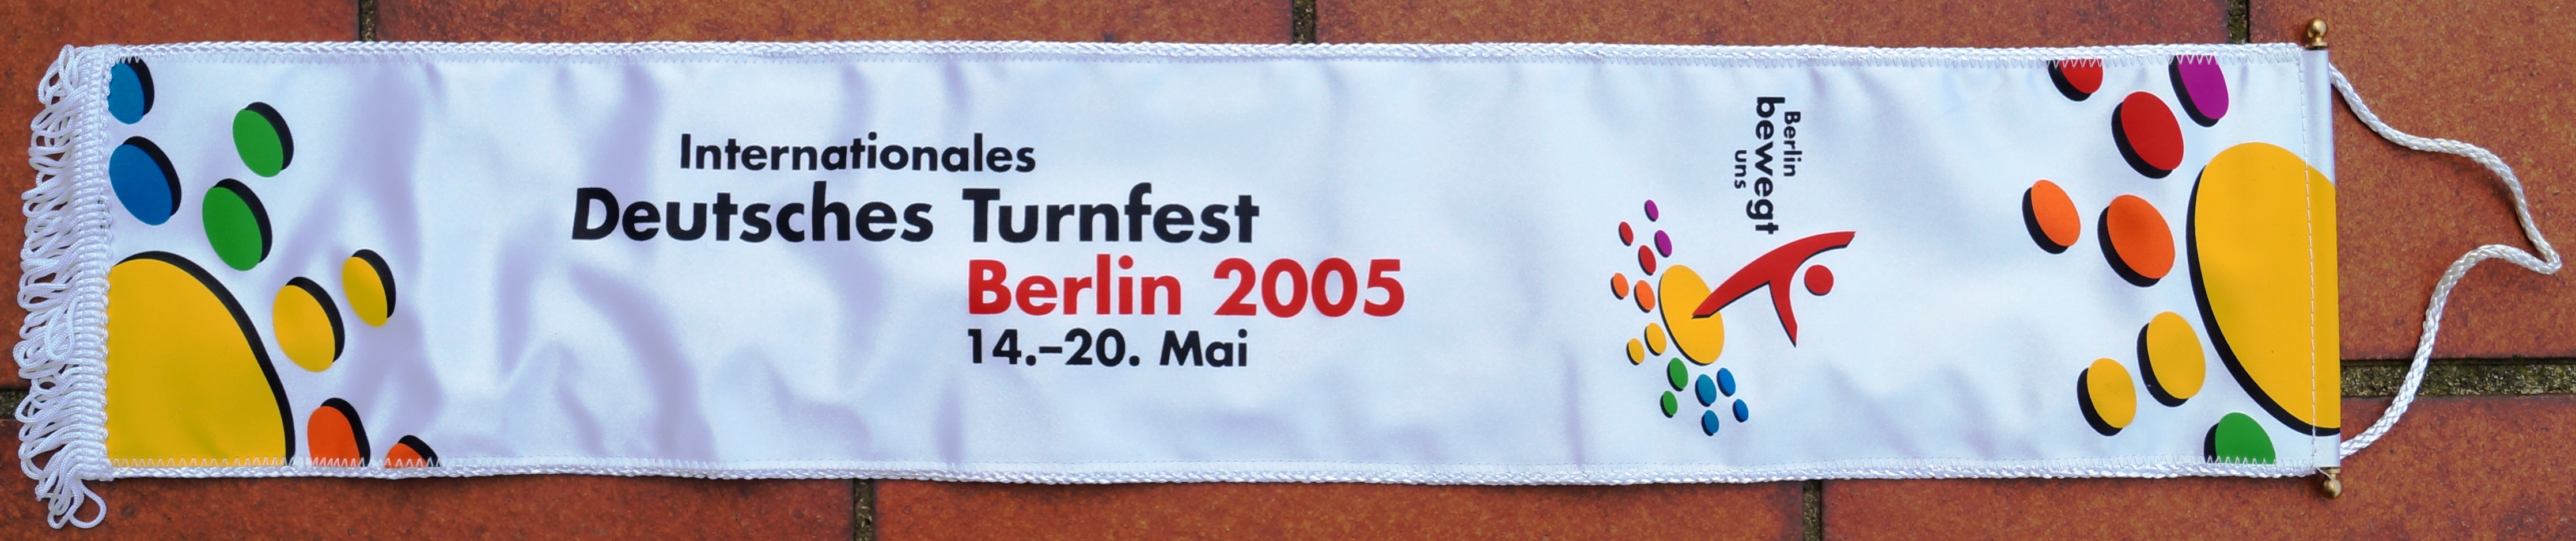 Internationales
Deutsches Turnfest
Berlin 2005
14.–20. Mai
Berlin
bewegt
uns